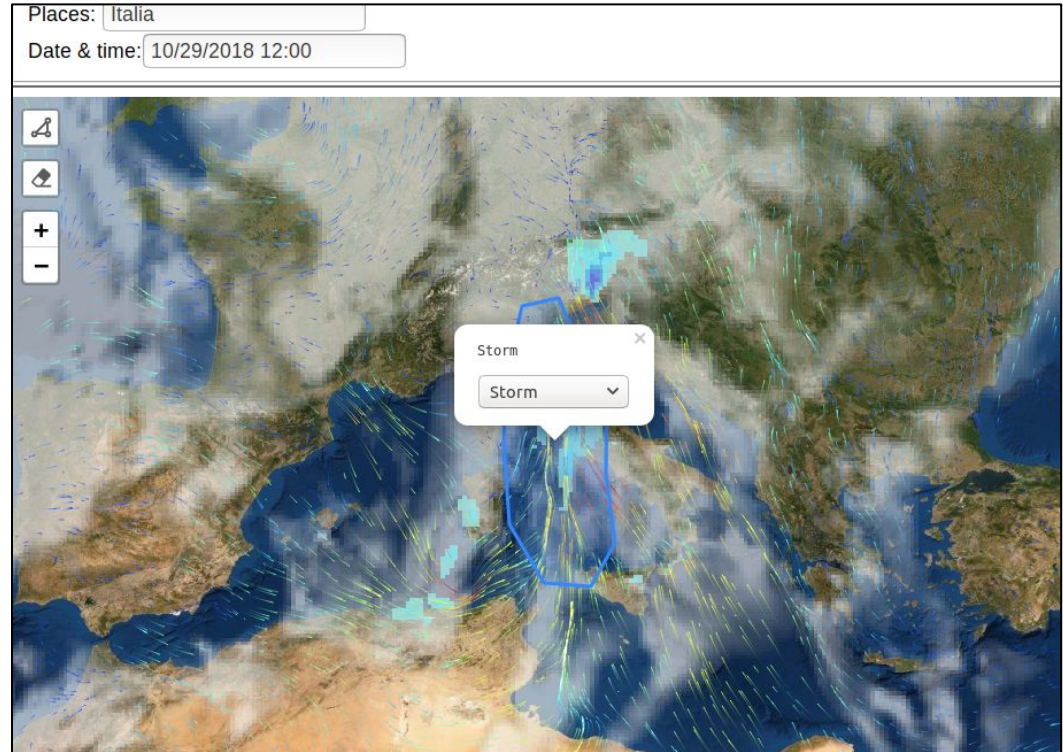 Places: Italia
Date & time: 10/29/2018 12:00
+
−
Storm
×
Storm